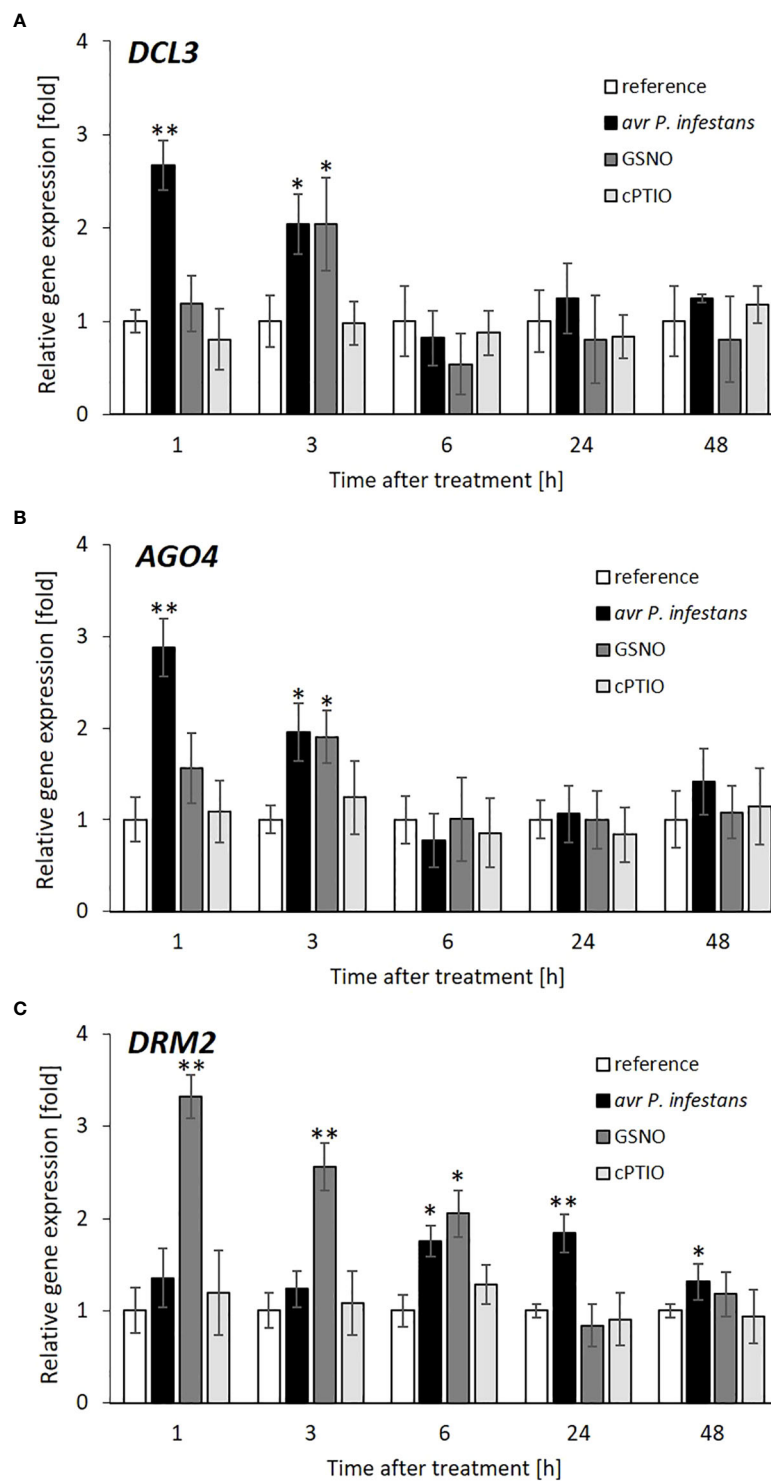 A
DCL3
Relative gene expression [fold]
4
3
2
1
0
reference
avr P. infestans
GSNO
cPTIO
**
*
*
1 3 6 24 48
Time after treatment [h]
B
AGO4
Relative gene expression [fold]
4
3
2
1
0
reference
avr P. infestans
GSNO
cPTIO
**
*
*
1 3 6 24 48
Time after treatment [h]
C
DRM2
Relative gene expression [fold]
4
3
2
1
0
reference
avr P. infestans
GSNO
cPTIO
**
**
*
*
**
*
1 3 6 24 48
Time after treatment [h]